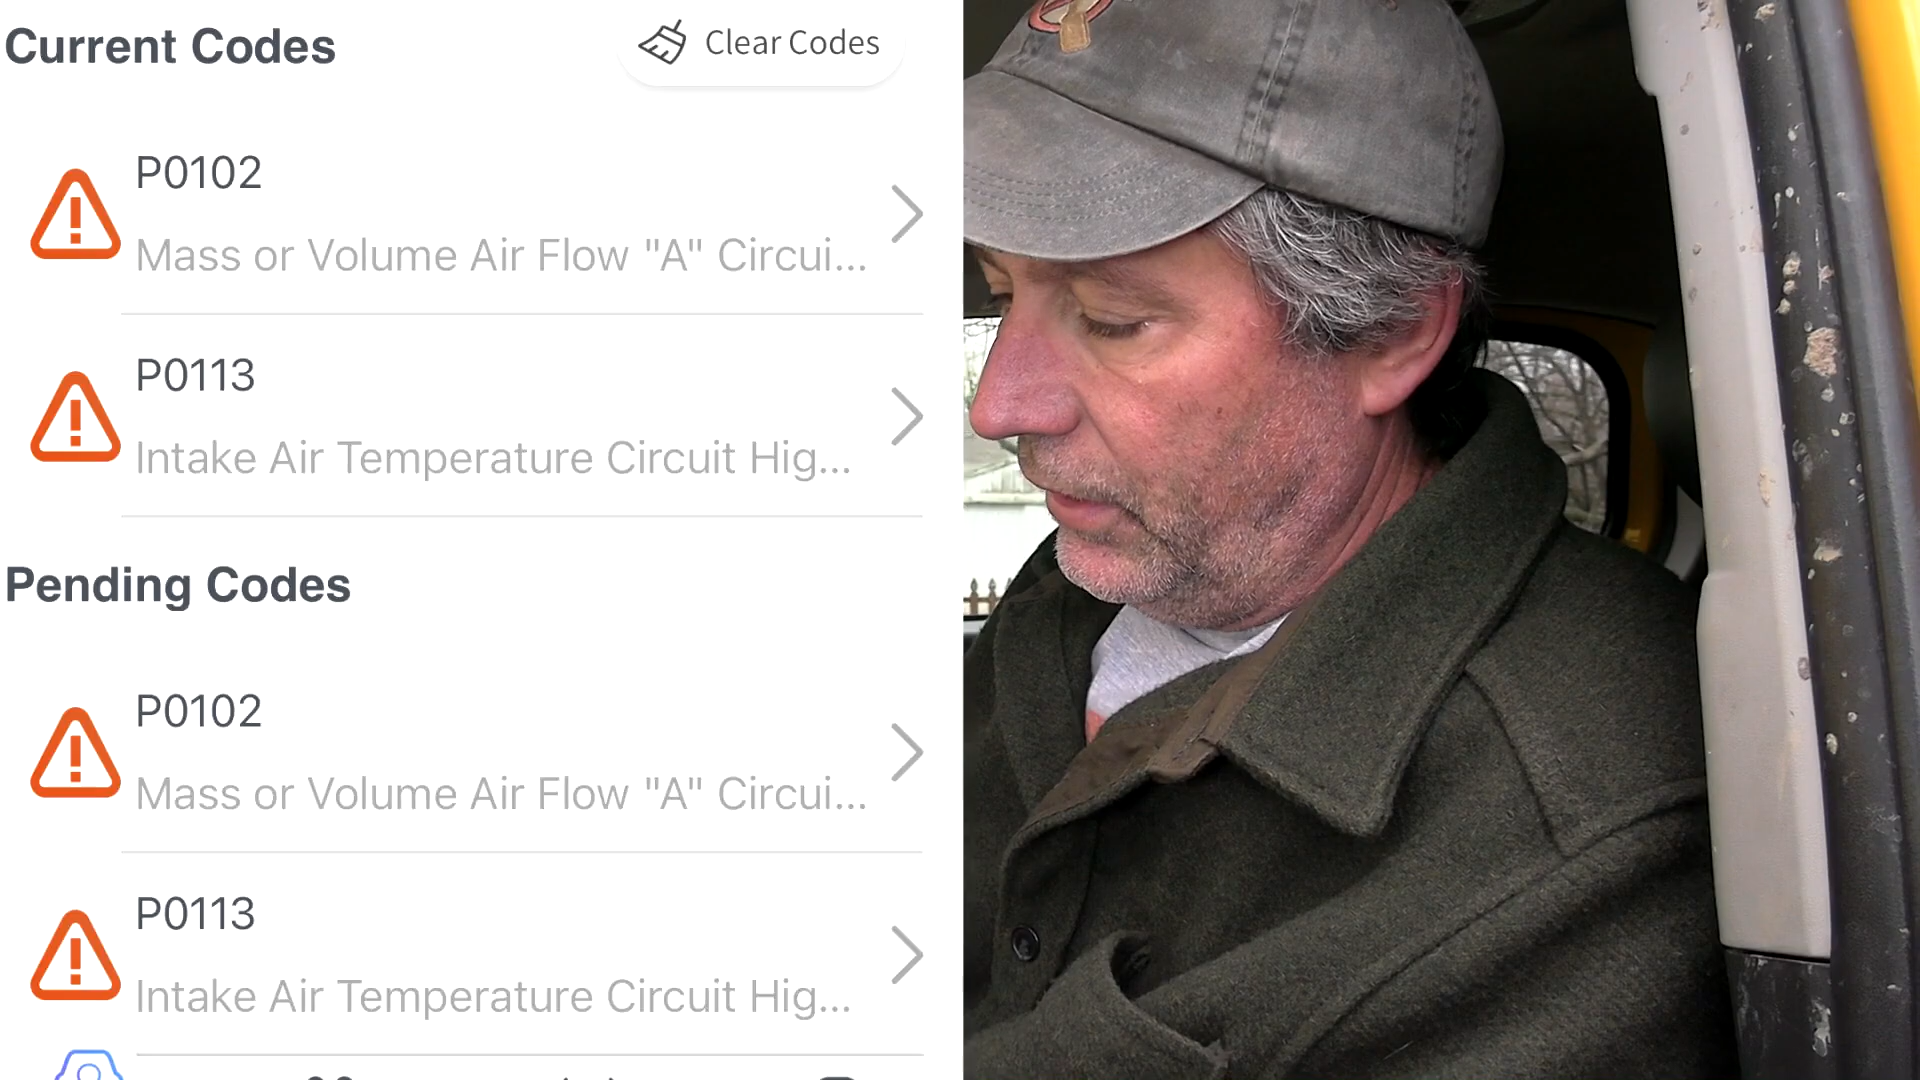 Current Codes
Clear Codes
P0102
Mass or Volume Air Flow "A" Circui...
P0113
Intake Air Temperature Circuit Hig...
Pending Codes
P0102
Mass or Volume Air Flow "A" Circui...
P0113
Intake Air Temperature Circuit Hig...